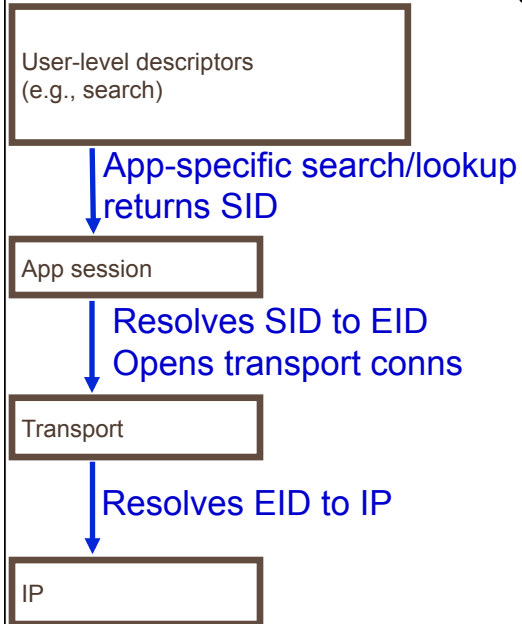 User-level descriptors
(e.g., search)
App-specific search/lookup
returns SID
App session
Resolves SID to EID
Opens transport conns
Transport
Resolves EID to IP
IP